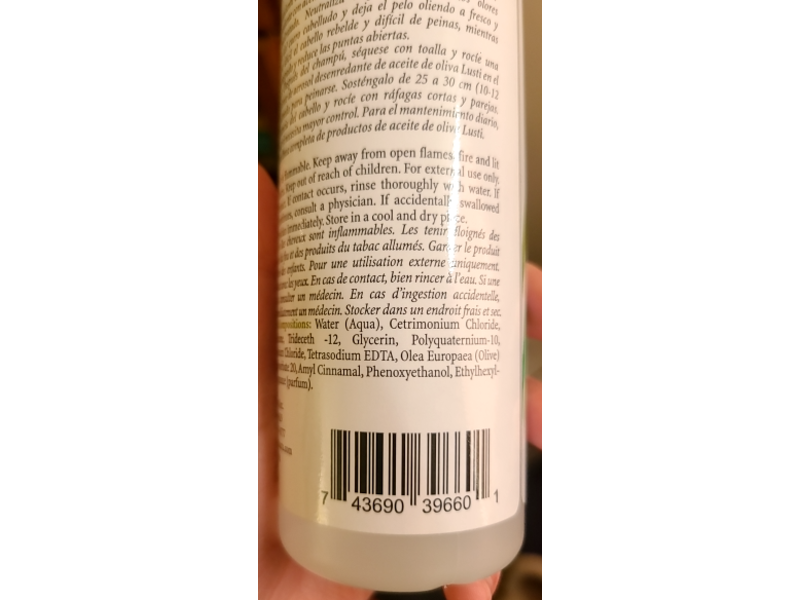 olores
Neutraliza
cabelludo y deja el pelo oliendo a fresco y
el cabello rebelde y difícil de peinas, mientras
reduce las puntas abiertas.
del champú, séquese con toalla y rocíe una
aerosol desenredante de aceite de oliva Lusti en el
para peinarse. Sosténgalo de 25 a 30 cm (10-12
del cabello y rocíe con ráfagas cortas y parejas.
mayor control. Para el mantenimiento diario,
completa de productos de aceite de oliva Lusti.
Keep away from open flames, fire and lit
Keep out of reach of children. For external use only.
If contact occurs, rinse thoroughly with water. If
consult a physician. If accidentally swallowed
immediately. Store in a cool and dry place.
cheveux sont inflammables. Les tenir éloignés des
feu et des produits du tabac allumés. Garder le produit
enfants. Pour une utilisation externe uniquement.
les yeux. En cas de contact, bien rincer à l'eau. Si une
un médecin. En cas d'ingestion accidentelle,
un médecin. Stocker dans un endroit frais et sec.
Water (Aqua), Cetrimonium Chloride,
Trideceth -12, Glycerin, Polyquaternium-10,
Chloride, Tetrasodium EDTA, Olea Europaea (Olive)
20, Amyl Cinnamal, Phenoxyethanol, Ethylhexyl-
(parfum).
7 43690 39660 1